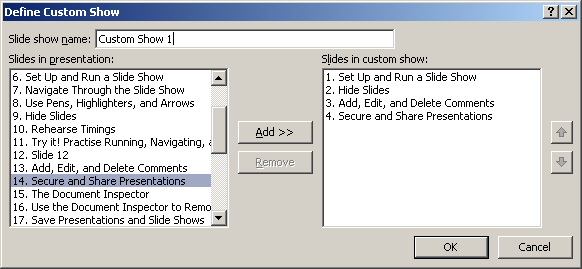 Define Custom Show
Slide show name: Custom Show 1
Slides in presentation:
6. Set Up and Run a Slide Show
7. Navigate Through the Slide Show
8. Use Pens, Highlighters, and Arrows
9. Hide Slides
10. Rehearse Timings
11. Try it! Practise Running, Navigating, a
12. Slide 12
13. Add, Edit, and Delete Comments
14. Secure and Share Presentations
15. The Document Inspector
16. Use the Document Inspector to Remo
17. Save Presentations and Slide Shows
Add >>
Remove
Slides in custom show:
1. Set Up and Run a Slide Show
2. Hide Slides
3. Add, Edit, and Delete Comments
4. Secure and Share Presentations
OK
Cancel